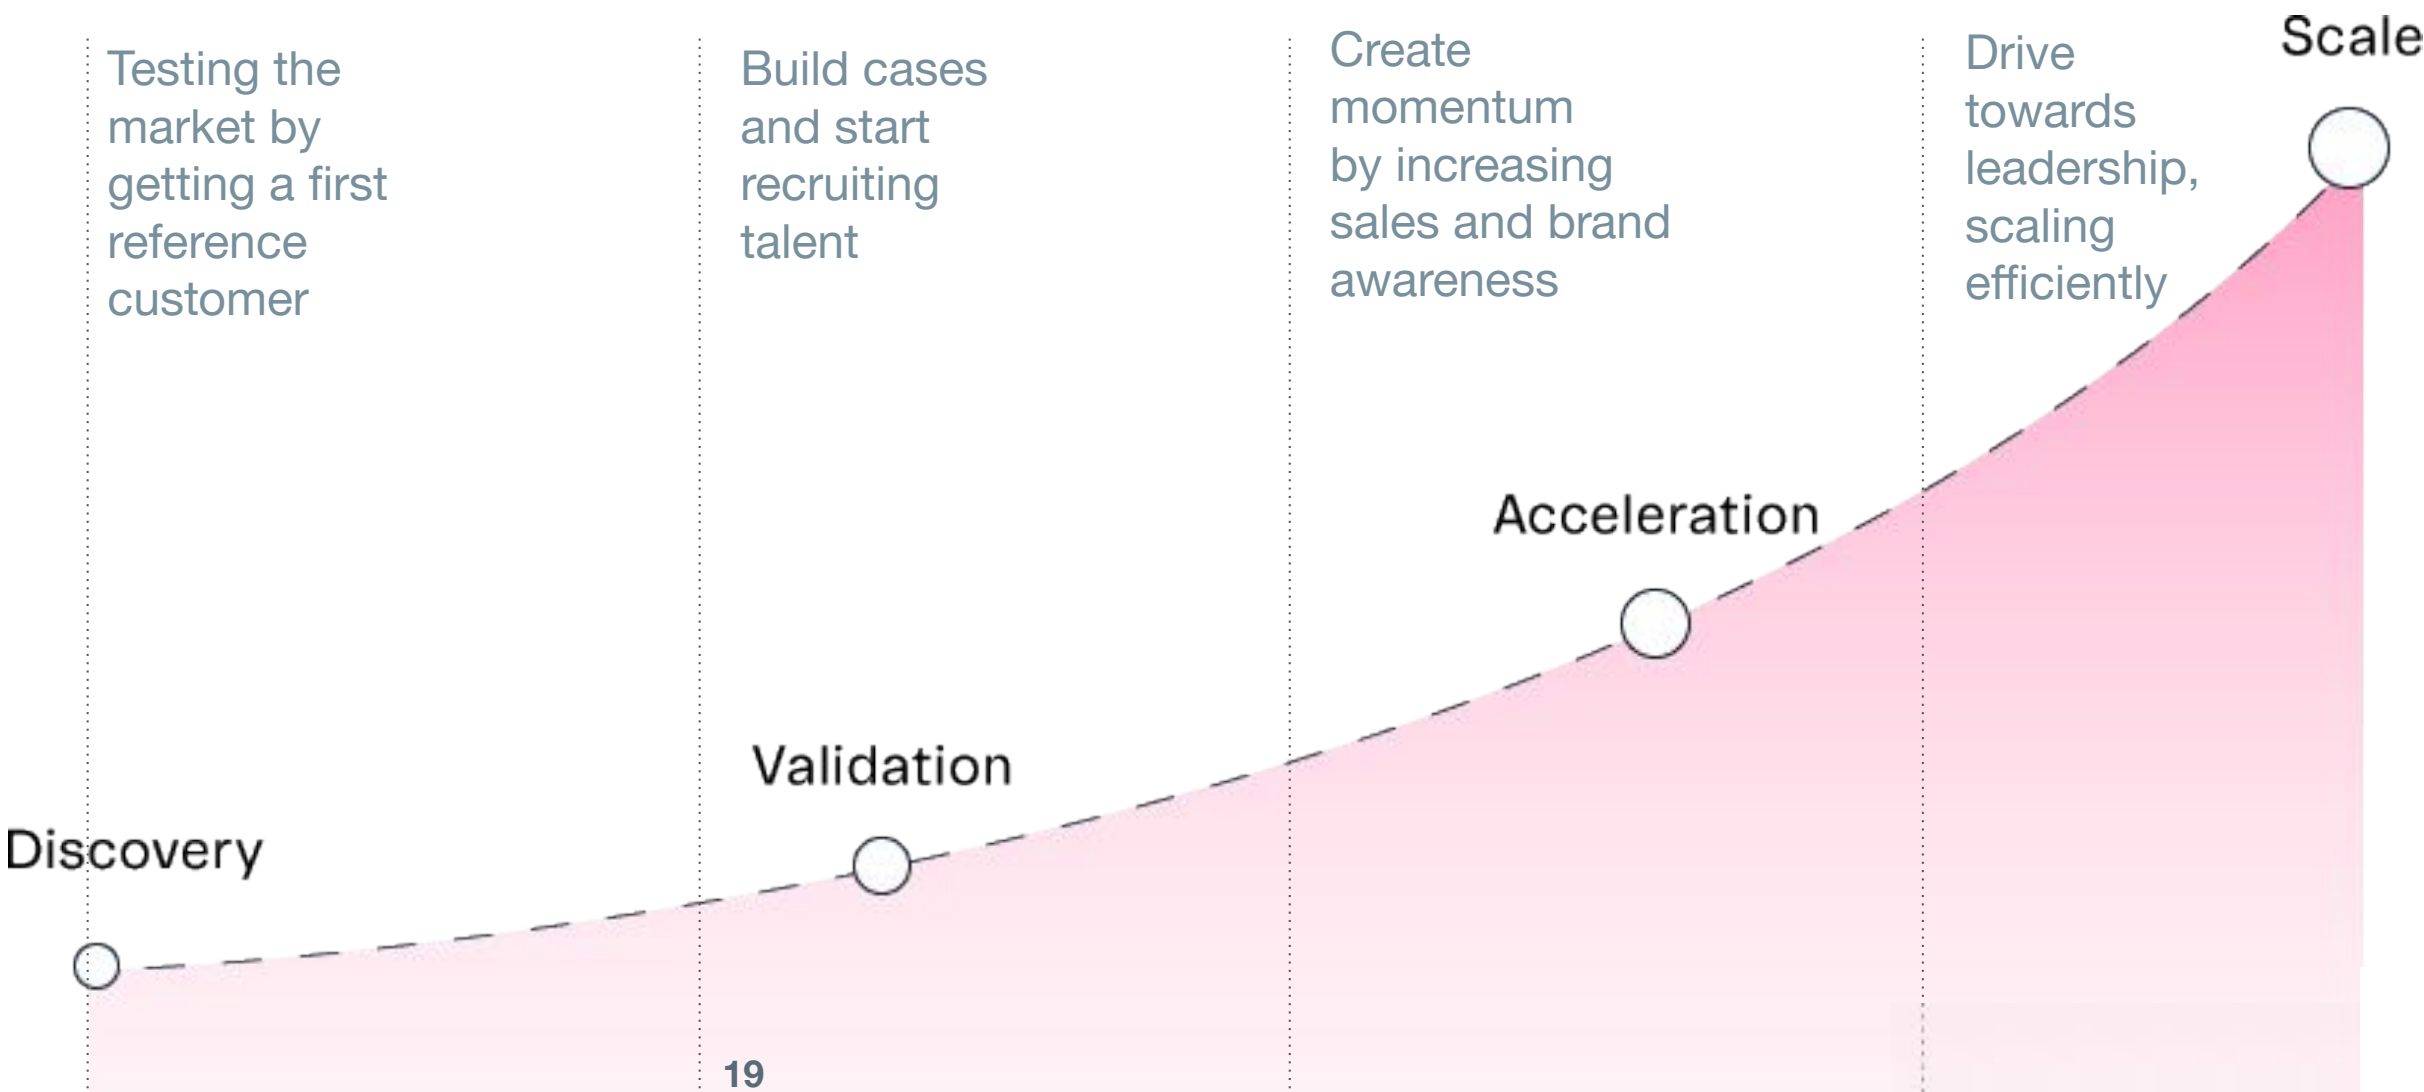 Testing the
market by
getting a first
reference
customer
Build cases
and start
recruiting
talent
Create
momentum
by increasing
sales and brand
awareness
Drive
towards
leadership,
scaling
efficiently
Scale
Acceleration
Validation
Discovery
19